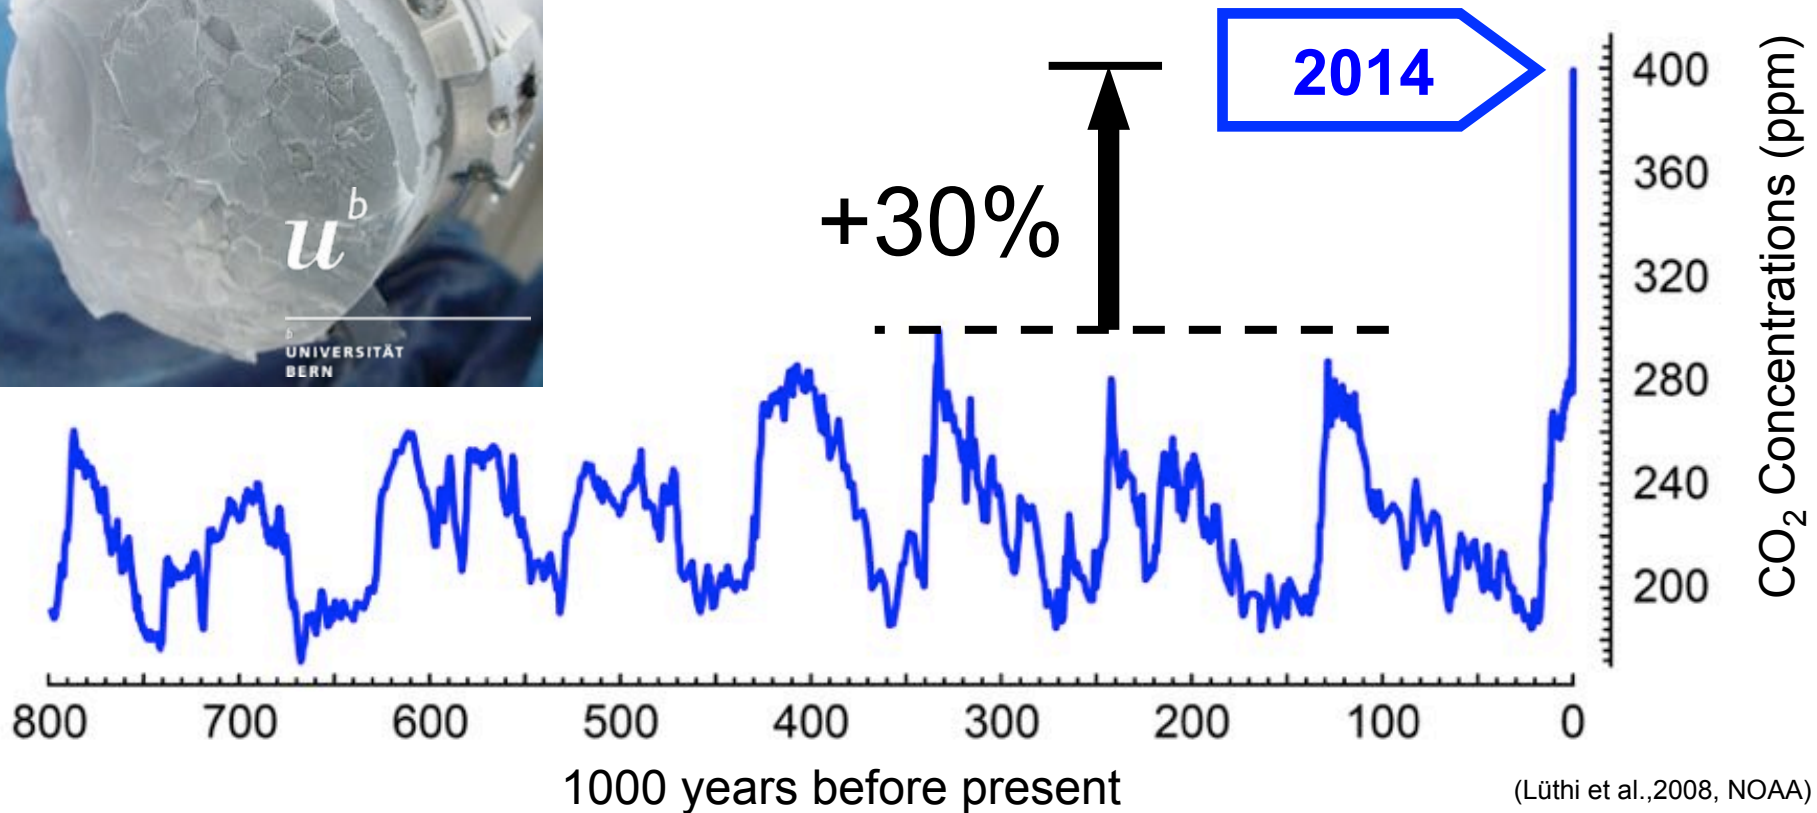 2014
+30%
u^b
b
UNIVERSITÄT
BERN
400
360
320
280
240
200
CO₂ Concentrations (ppm)
800 700 600 500 400 300 200 100 0
1000 years before present
(Lüthi et al.,2008, NOAA)